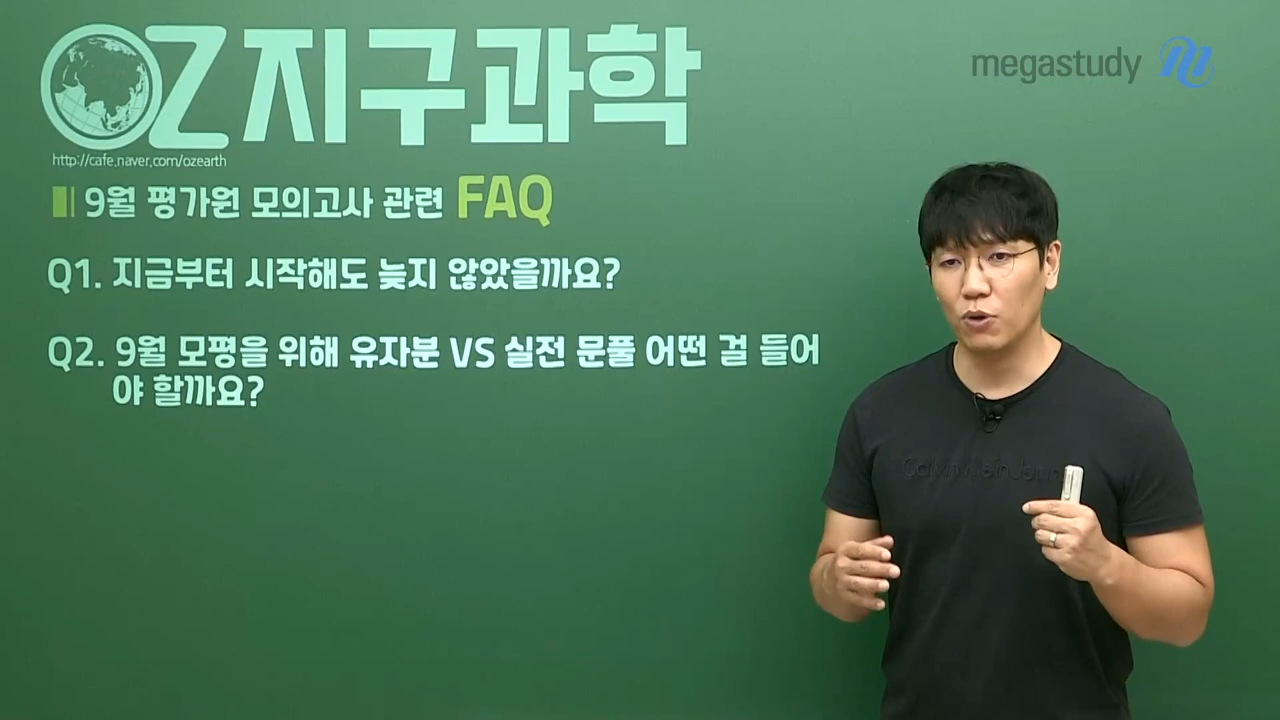 OZ지구과학
megastudy
http://cafe.naver.com/ozearth
9월 평가원 모의고사 관련 FAQ
Q1. 지금부터 시작해도 늦지 않았을까요?
Q2. 9월 모평을 위해 유자분 VS 실전 문풀 어떤 걸 들어
야 할까요?
Calvin Klein Jeans